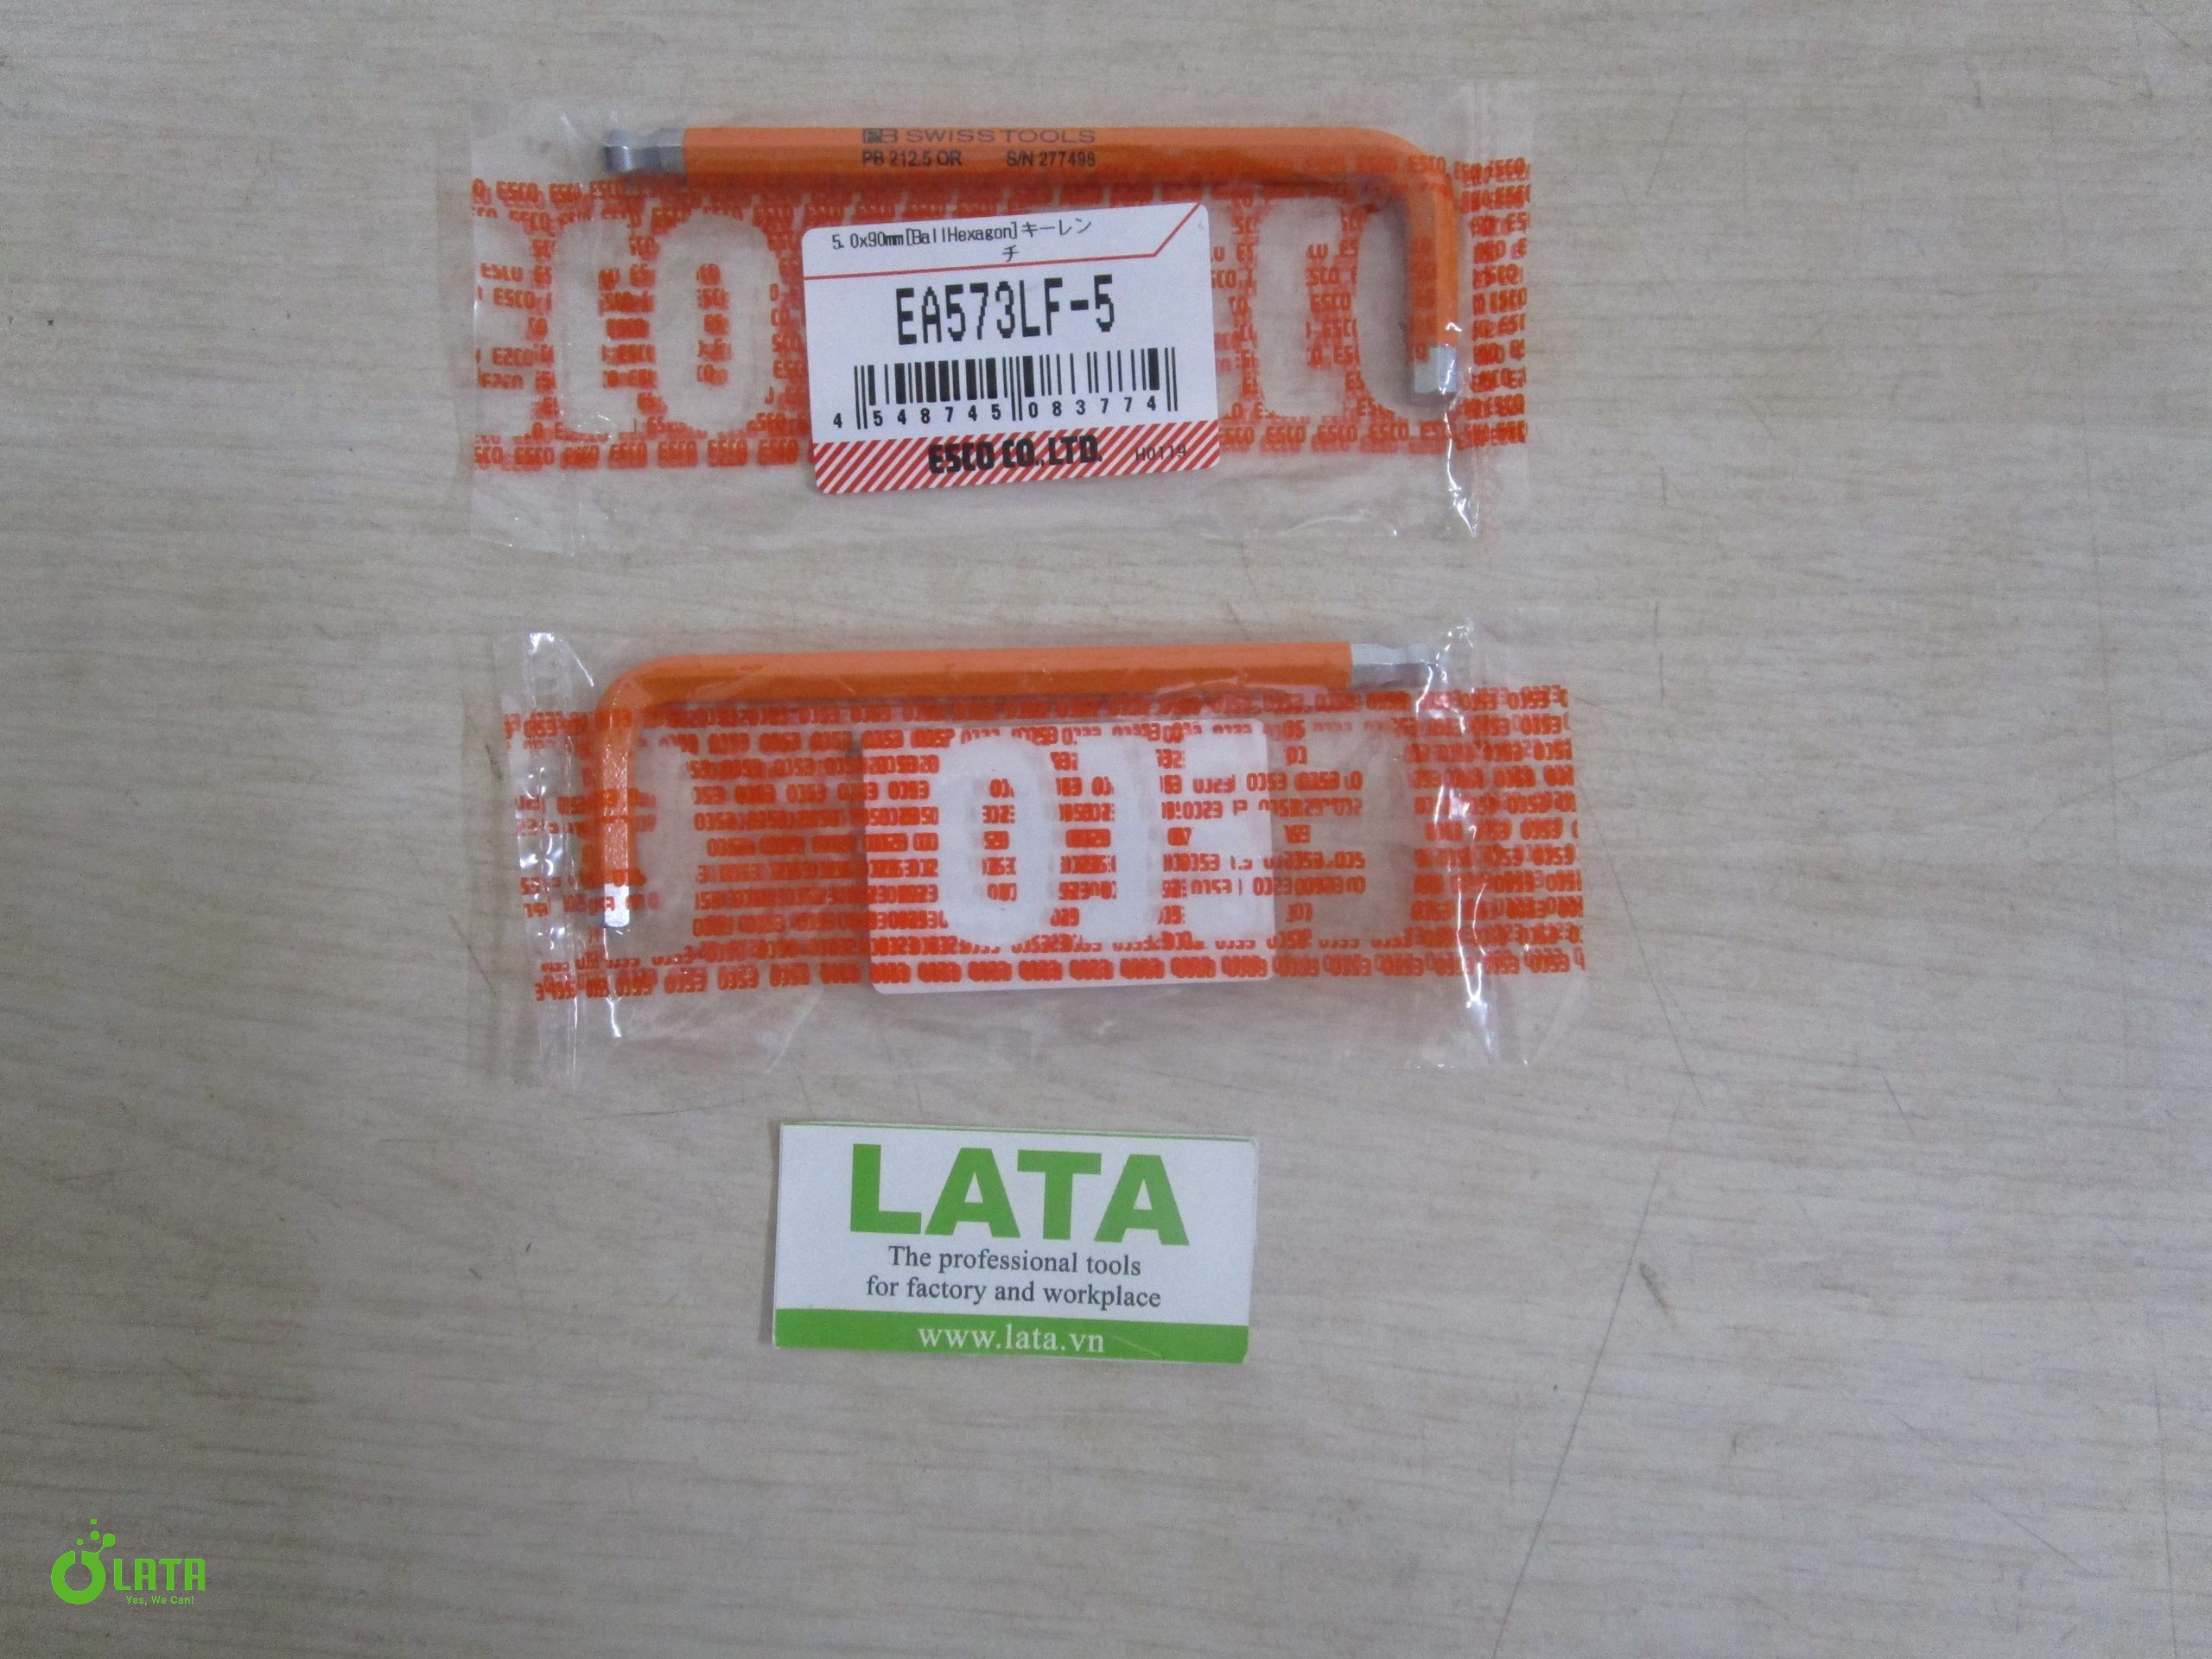 PB SWISS TOOLS
PB 212.5 OR S/N 277496
5.0x90mm[BallHexagon]キーレン
チ
EA573LF-5
4 548745 083774
ESCO CO.,LTD. H0119
LATA
The professional tools
for factory and workplace
www.lata.vn
LATA
Yes, We Can!